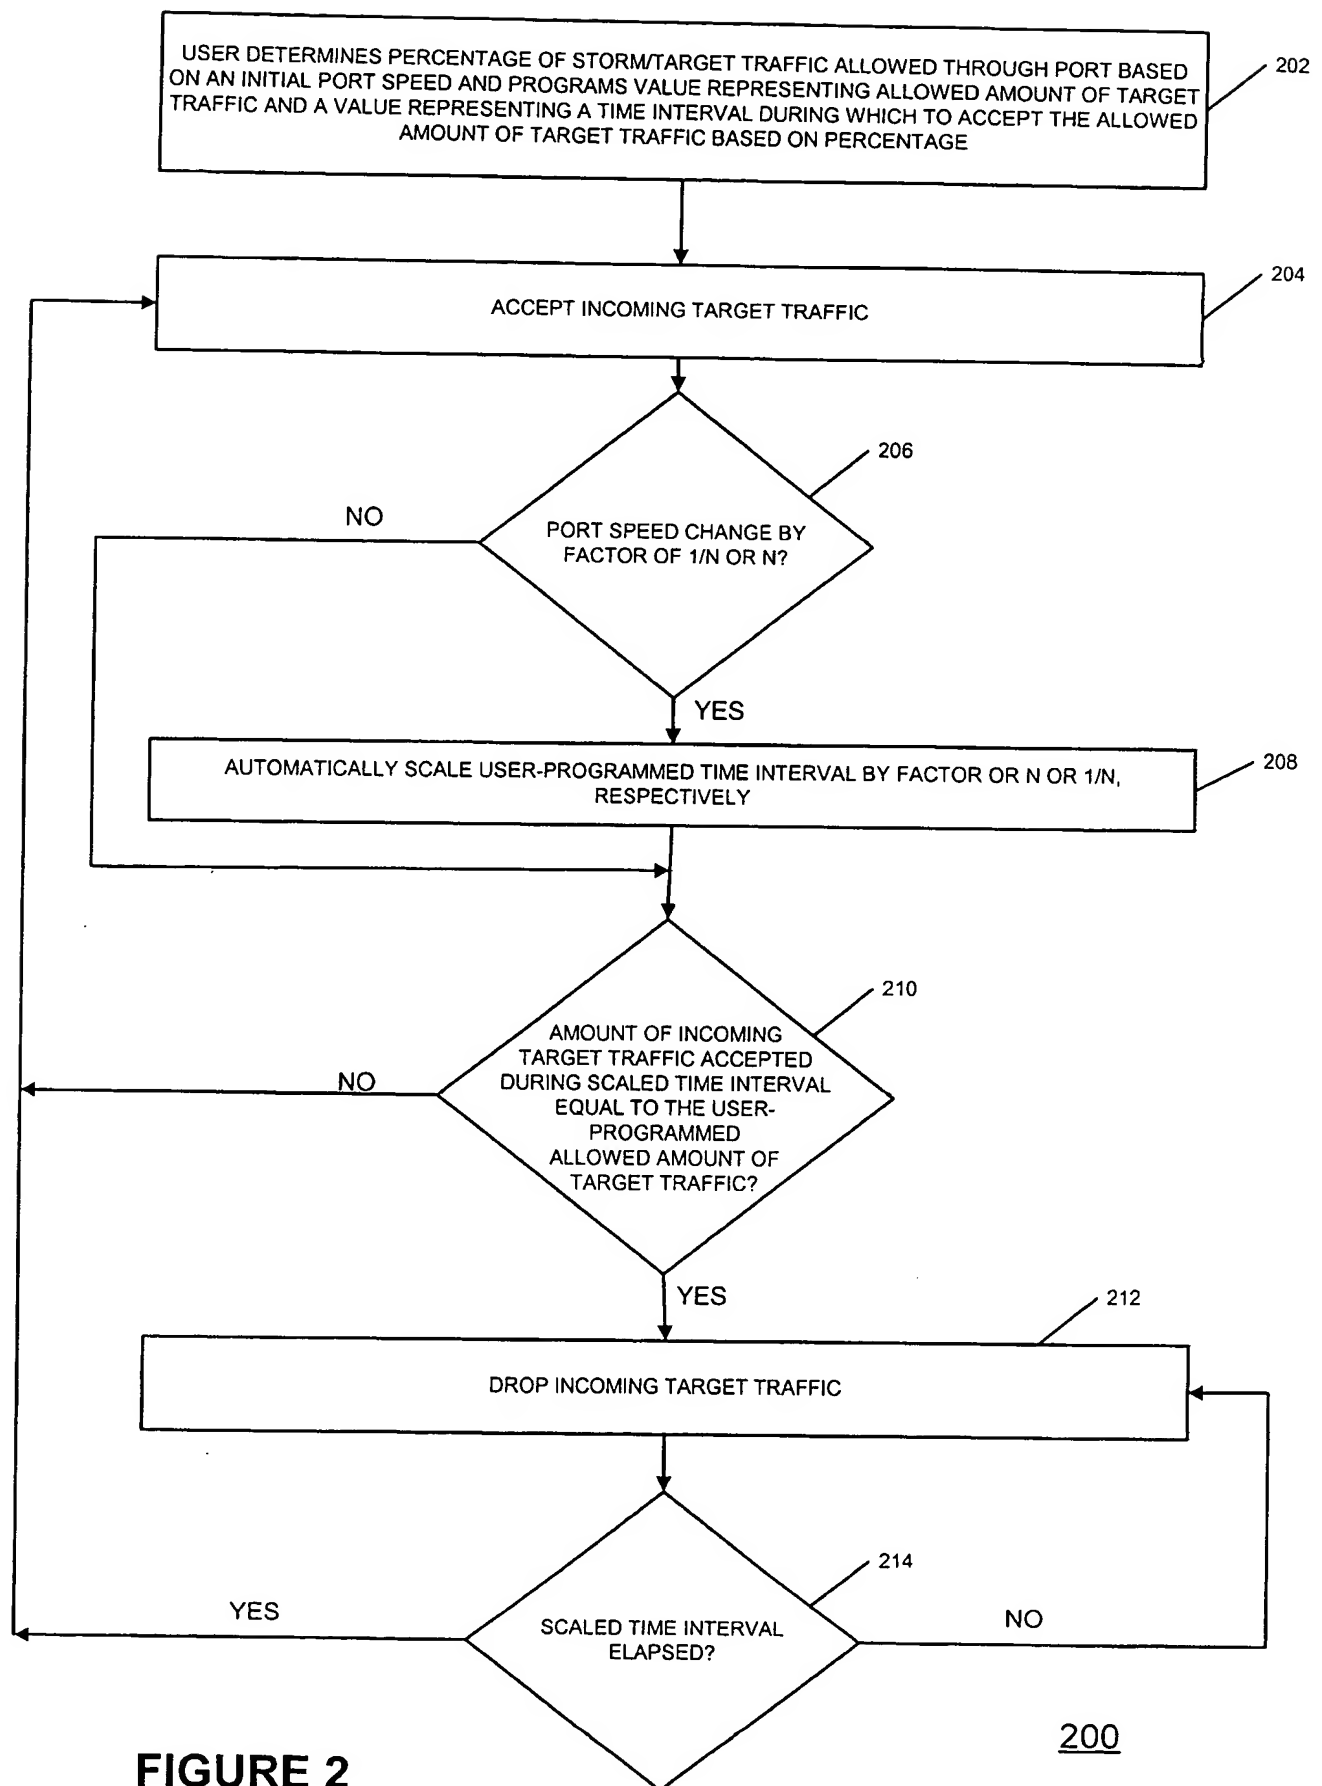 USER DETERMINES PERCENTAGE OF STORM/TARGET TRAFFIC ALLOWED THROUGH PORT BASED
ON AN INITIAL PORT SPEED AND PROGRAMS VALUE REPRESENTING ALLOWED AMOUNT OF TARGET
TRAFFIC AND A VALUE REPRESENTING A TIME INTERVAL DURING WHICH TO ACCEPT THE ALLOWED
AMOUNT OF TARGET TRAFFIC BASED ON PERCENTAGE
202
ACCEPT INCOMING TARGET TRAFFIC
204
206
NO
PORT SPEED CHANGE BY
FACTOR OF 1/N OR N?
YES
AUTOMATICALLY SCALE USER-PROGRAMMED TIME INTERVAL BY FACTOR OR N OR 1/N,
RESPECTIVELY
208
210
AMOUNT OF INCOMING
TARGET TRAFFIC ACCEPTED
DURING SCALED TIME INTERVAL
EQUAL TO THE USER-
PROGRAMMED
ALLOWED AMOUNT OF
TARGET TRAFFIC?
NO
YES
212
DROP INCOMING TARGET TRAFFIC
214
YES
SCALED TIME INTERVAL
ELAPSED?
NO
200
FIGURE 2